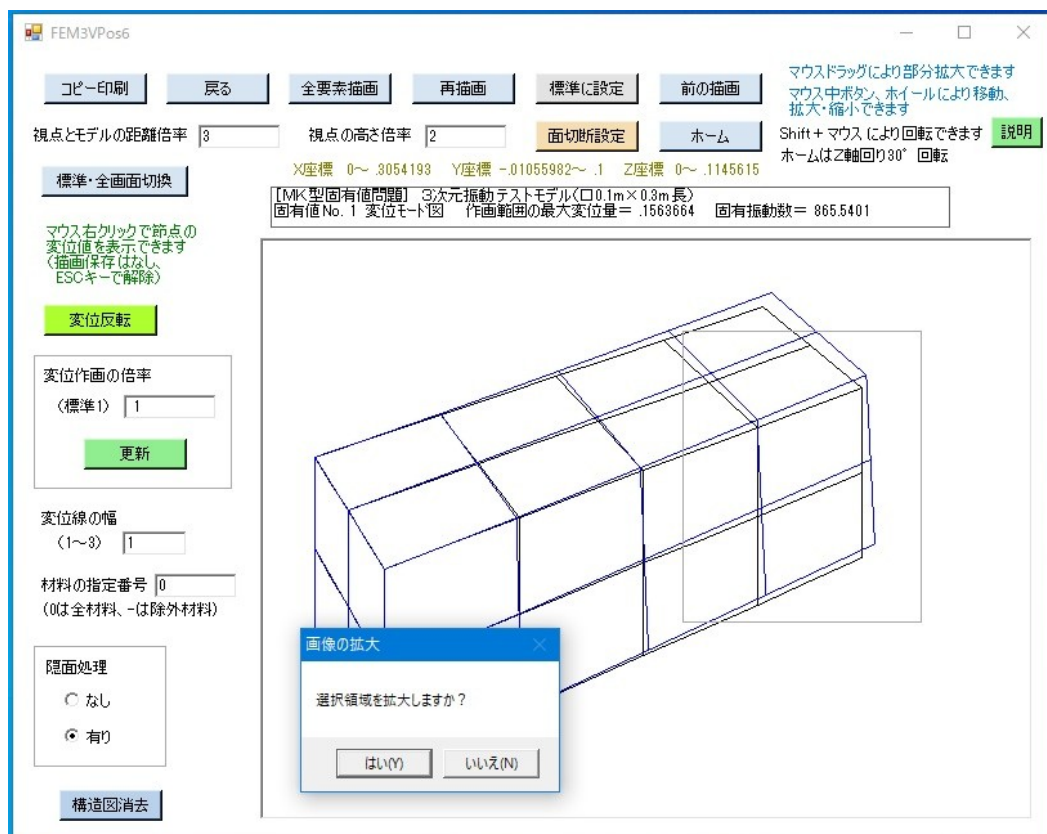 FEM3VPos6
コピー印刷
戻る
全要素描画
再描画
標準に設定
前の描画
マウスドラッグにより部分拡大できます
マウス中ボタン、ホイールにより移動、
拡大・縮小できます
視点とモデルの距離倍率 3
視点の高さ倍率 2
面切断設定
ホーム
Shift+マウスにより回転できます
ホームはZ軸回り30° 回転
説明
標準・全画面切換
X座標 0～ .3054193 Y座標 -.01055982～ .1 Z座標 0～ .1145615
[MK型固有値問題] 3次元振動テストモデル(口0.1m×0.3m長)
固有値No. 1 変位モード図 作画範囲の最大変位量= .1563664 固有振動数= 865.5401
マウス右クリックで節点の
変位値を表示できます
(描画保存はなし、
ESCキーで解除)
変位反転
変位作画の倍率
(標準1) 1
更新
変位線の幅
(1～3) 1
材料の指定番号 0
(0は全材料、-は除外材料)
隠面処理
なし
有り
構造図消去
画像の拡大
選択領域を拡大しますか？
はい(Y)
いいえ(N)